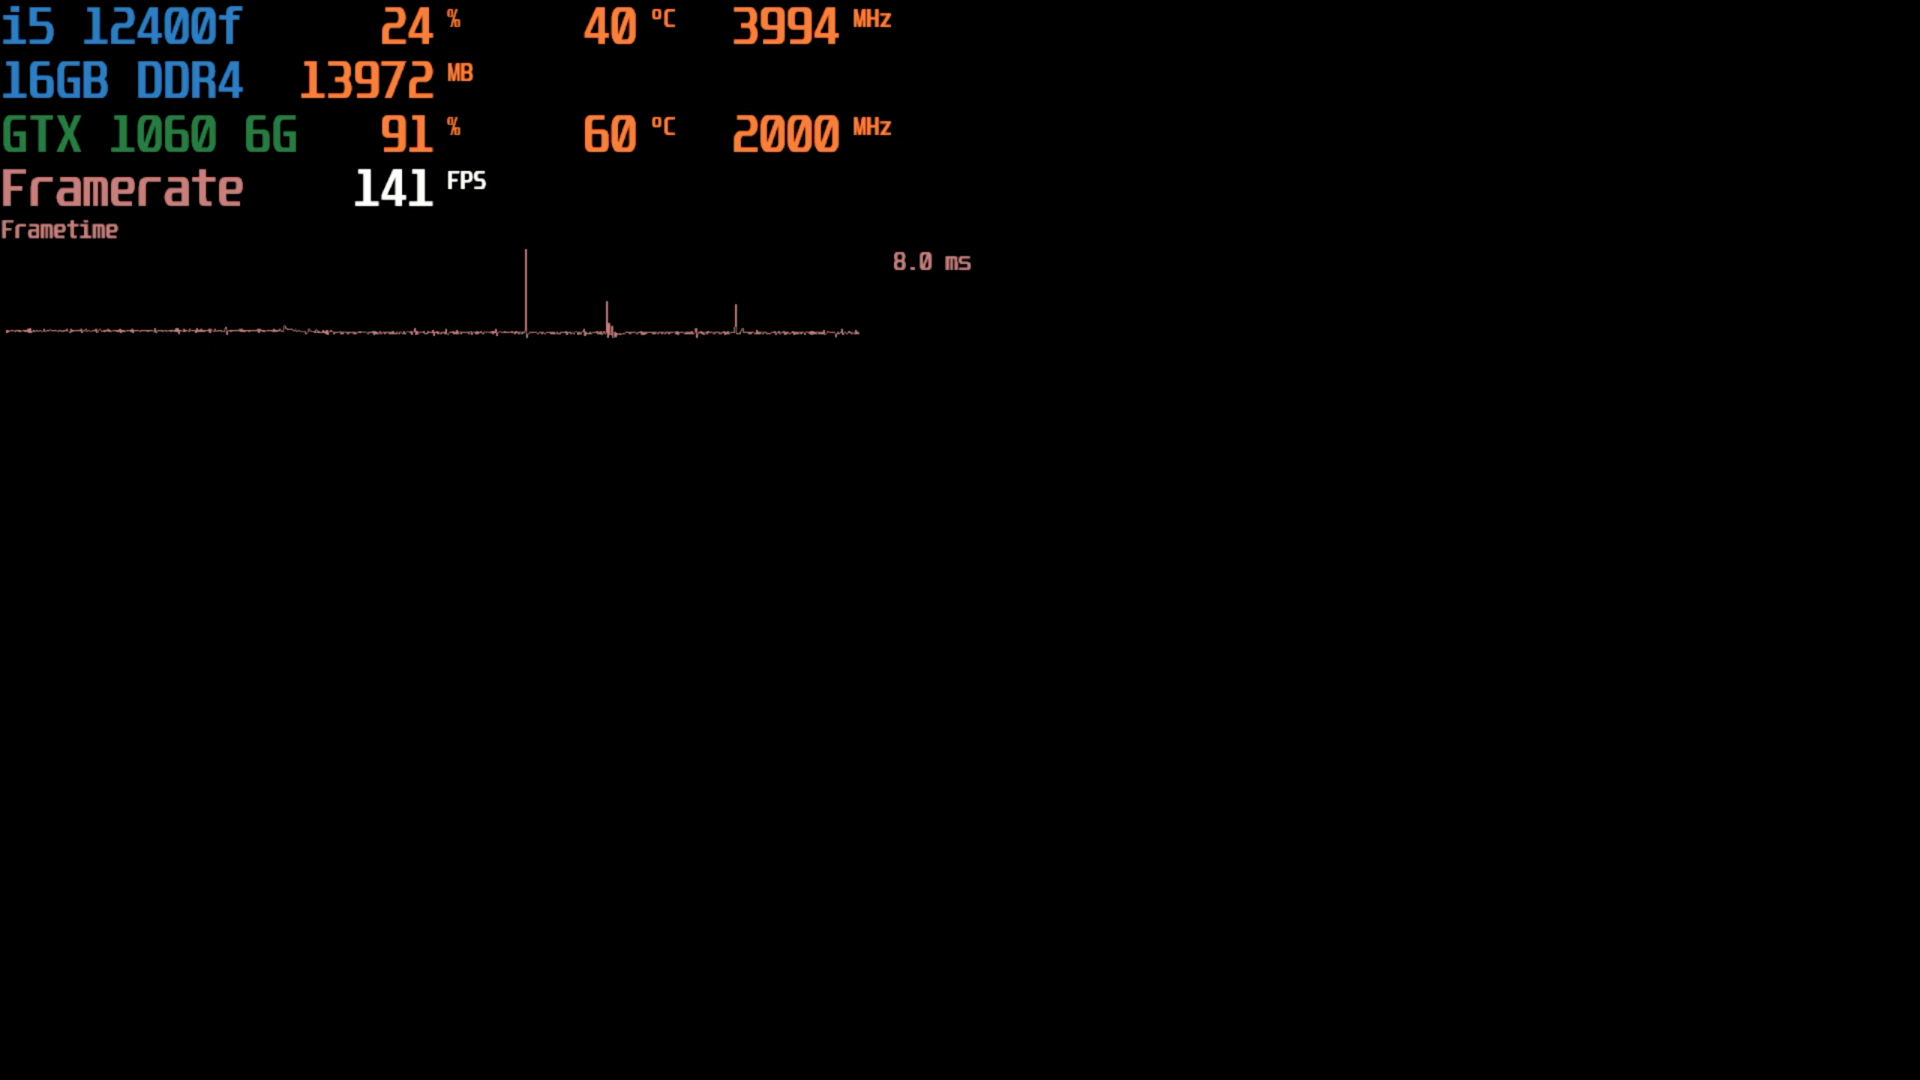 i5 12400f 24 % 40 °C 3994 MHz
16GB DDR4 13972 MB
GTX 1060 6G 91 % 60 °C 2000 MHz
Framerate 141 FPS
Frametime
8.0 ms